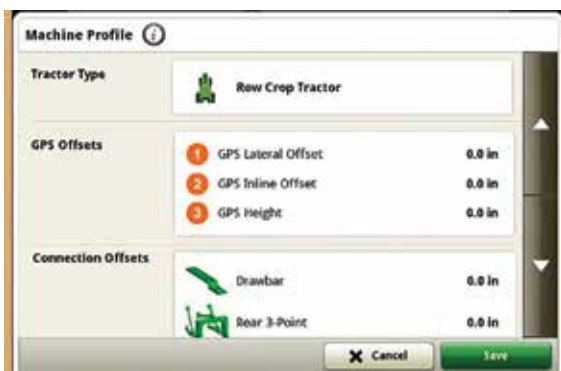 Machine Profile i
Tractor Type
Row Crop Tractor
GPS Offsets
1 GPS Lateral Offset 0.0 in
2 GPS Inline Offset 0.0 in
3 GPS Height 0.0 in
Connection Offsets
Drawbar 0.0 in
Rear 3-Point 0.0 in
Cancel Save